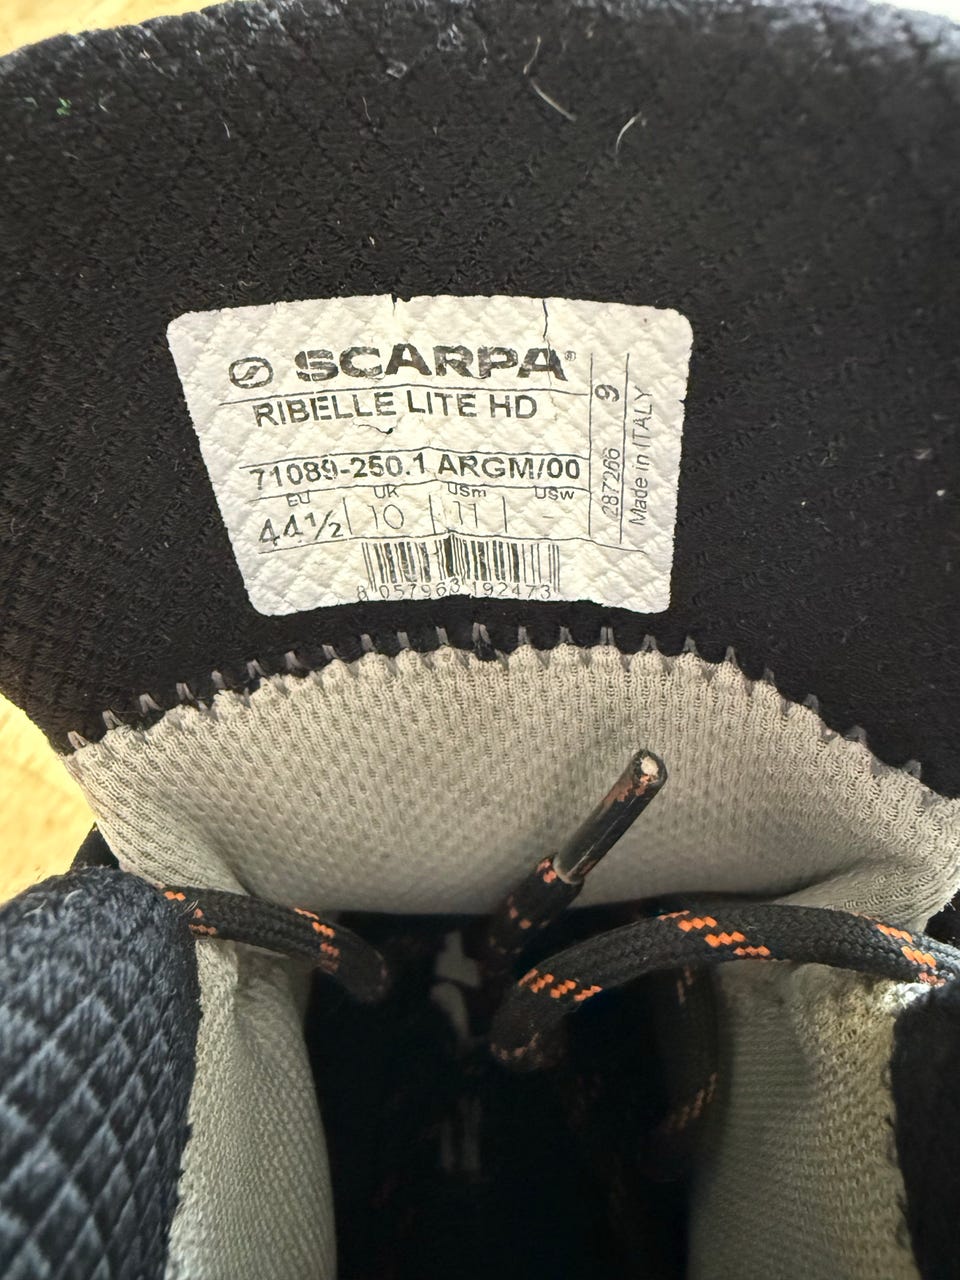 SCARPA®
RIBELLE LITE HD
71089-250.1 ARGM/00
EU UK USm USw
44½ 10 11 -
8 057963 192473
287266 9
Made in ITALY